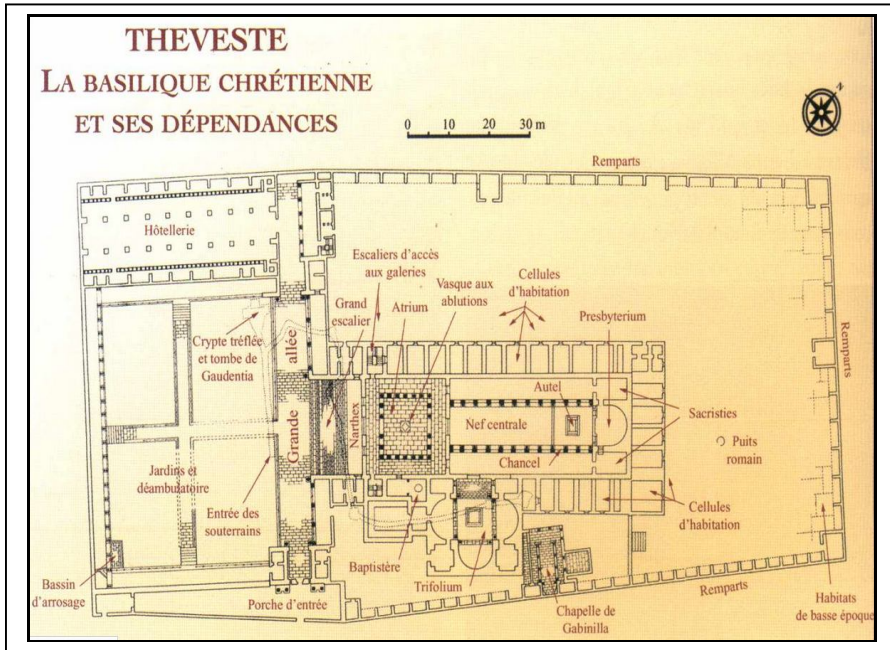 THEVESTE
LA BASILIQUE CHRÉTIENNE
ET SES DÉPENDANCES
0 10 20 30 m
N
Remparts
Hôtellerie
Escaliers d'accès
aux galeries
Vasque aux
ablutions
Cellules
d'habitation
Grand
escalier
Atrium
Presbyterium
Crypte tréflée
et tombe de
Gaudentia
allée
Grande
Narthex
Nef centrale
Autel
Chancel
Sacristies
Remparts
Puits
romain
Jardins et
déambulatoire
Entrée des
souterrains
Cellules
d'habitation
Baptistère
Trifolium
Bassin
d'arrosage
Porche d'entrée
Chapelle de
Gabinilla
Remparts
Habitats
de basse époque